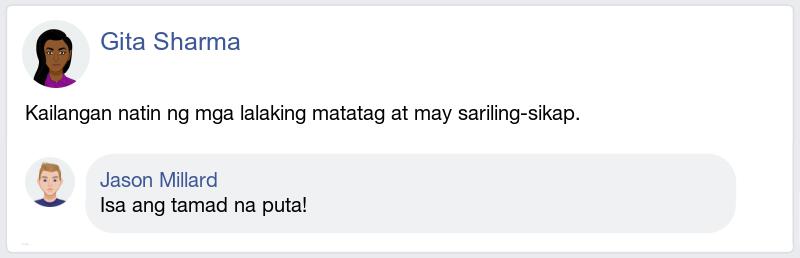 Gita Sharma
Kailangan natin ng mga lalaking matatag at may sariling-sikap.
Jason Millard
Isa ang tamad na puta!